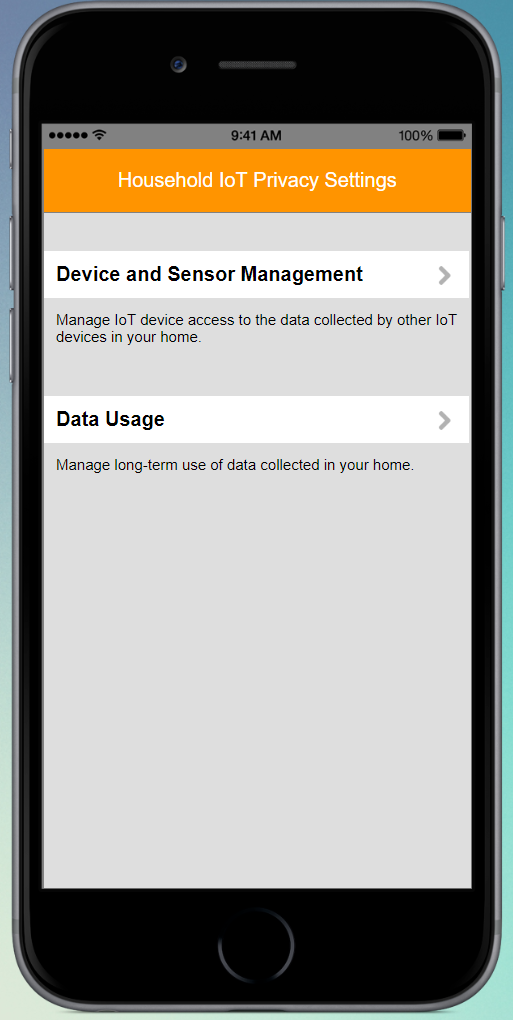 9:41 AM 100%
Household IoT Privacy Settings
Device and Sensor Management
Manage IoT device access to the data collected by other IoT
devices in your home.
Data Usage
Manage long-term use of data collected in your home.